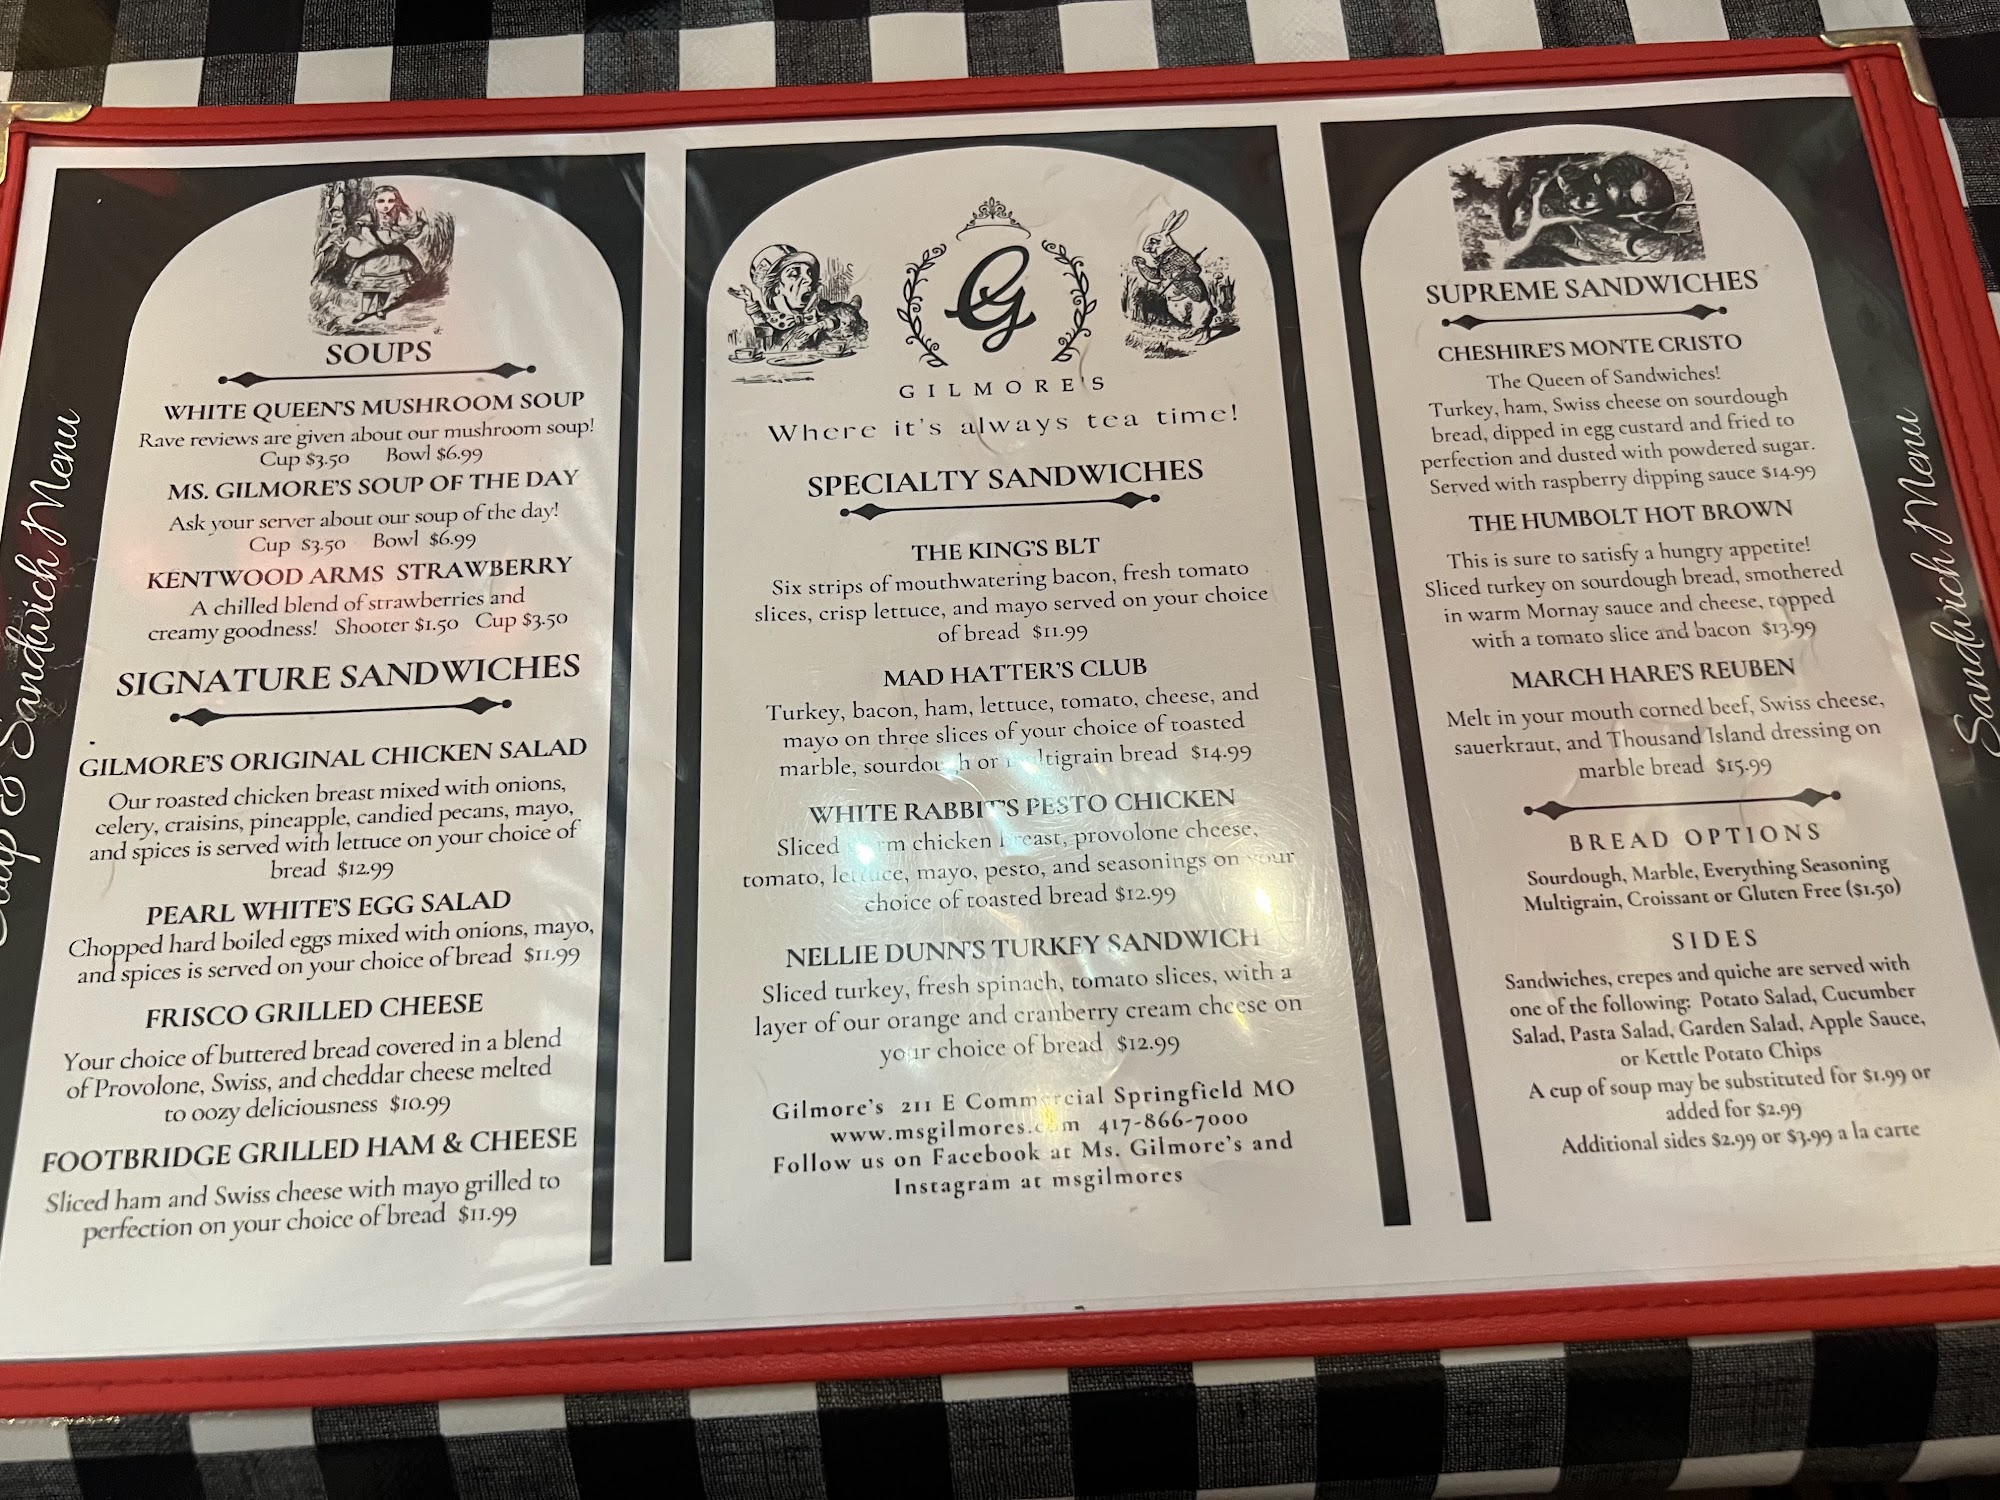 Soup & Sandwich Menu
SOUPS
WHITE QUEEN'S MUSHROOM SOUP
Rave reviews are given about our mushroom soup!
Cup $3.50 Bowl $6.99
MS. GILMORE'S SOUP OF THE DAY
Ask your server about our soup of the day!
Cup $3.50 Bowl $6.99
KENTWOOD ARMS STRAWBERRY
A chilled blend of strawberries and
creamy goodness! Shooter $1.50 Cup $3.50
SIGNATURE SANDWICHES
GILMORE'S ORIGINAL CHICKEN SALAD
Our roasted chicken breast mixed with onions,
celery, craisins, pineapple, candied pecans, mayo,
and spices is served with lettuce on your choice of
bread $12.99
PEARL WHITE'S EGG SALAD
Chopped hard boiled eggs mixed with onions, mayo,
and spices is served on your choice of bread $11.99
FRISCO GRILLED CHEESE
Your choice of buttered bread covered in a blend
of Provolone, Swiss, and cheddar cheese melted
to oozy deliciousness $10.99
FOOTBRIDGE GRILLED HAM & CHEESE
Sliced ham and Swiss cheese with mayo grilled to
perfection on your choice of bread $11.99
G
GILMORE'S
Where it's always tea time!
SPECIALTY SANDWICHES
THE KING'S BLT
Six strips of mouthwatering bacon, fresh tomato
slices, crisp lettuce, and mayo served on your choice
of bread $11.99
MAD HATTER'S CLUB
Turkey, bacon, ham, lettuce, tomato, cheese, and
mayo on three slices of your choice of toasted
marble, sourdough or multigrain bread $14.99
WHITE RABBIT'S PESTO CHICKEN
Sliced warm chicken breast, provolone cheese,
tomato, lettuce, mayo, pesto, and seasonings on your
choice of toasted bread $12.99
NELLIE DUNN'S TURKEY SANDWICH
Sliced turkey, fresh spinach, tomato slices, with a
layer of our orange and cranberry cream cheese on
your choice of bread $12.99
Gilmore's 211 E Commercial Springfield MO
www.msgilmores.com 417-866-7000
Follow us on Facebook at Ms. Gilmore's and
Instagram at msgilmores
SUPREME SANDWICHES
CHESHIRE'S MONTE CRISTO
The Queen of Sandwiches!
Turkey, ham, Swiss cheese on sourdough
bread, dipped in egg custard and fried to
perfection and dusted with powdered sugar.
Served with raspberry dipping sauce $14.99
THE HUMBOLT HOT BROWN
This is sure to satisfy a hungry appetite!
Sliced turkey on sourdough bread, smothered
in warm Mornay sauce and cheese, topped
with a tomato slice and bacon $13.99
MARCH HARE'S REUBEN
Melt in your mouth corned beef, Swiss cheese,
sauerkraut, and Thousand Island dressing on
marble bread $15.99
BREAD OPTIONS
Sourdough, Marble, Everything Seasoning
Multigrain, Croissant or Gluten Free ($1.50)
SIDES
Sandwiches, crepes and quiche are served with
one of the following: Potato Salad, Cucumber
Salad, Pasta Salad, Garden Salad, Apple Sauce,
or Kettle Potato Chips
A cup of soup may be substituted for $1.99 or
added for $2.99
Additional sides $2.99 or $3.99 a la carte
Sandwich Menu